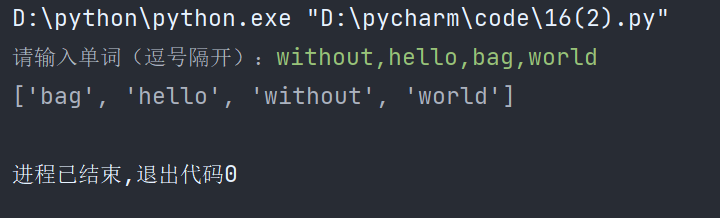 D:\python\python.exe "D:\pycharm\code\16(2).py"
请输入单词（逗号隔开）：without,hello,bag,world
['bag', 'hello', 'without', 'world']
进程已结束,退出代码0